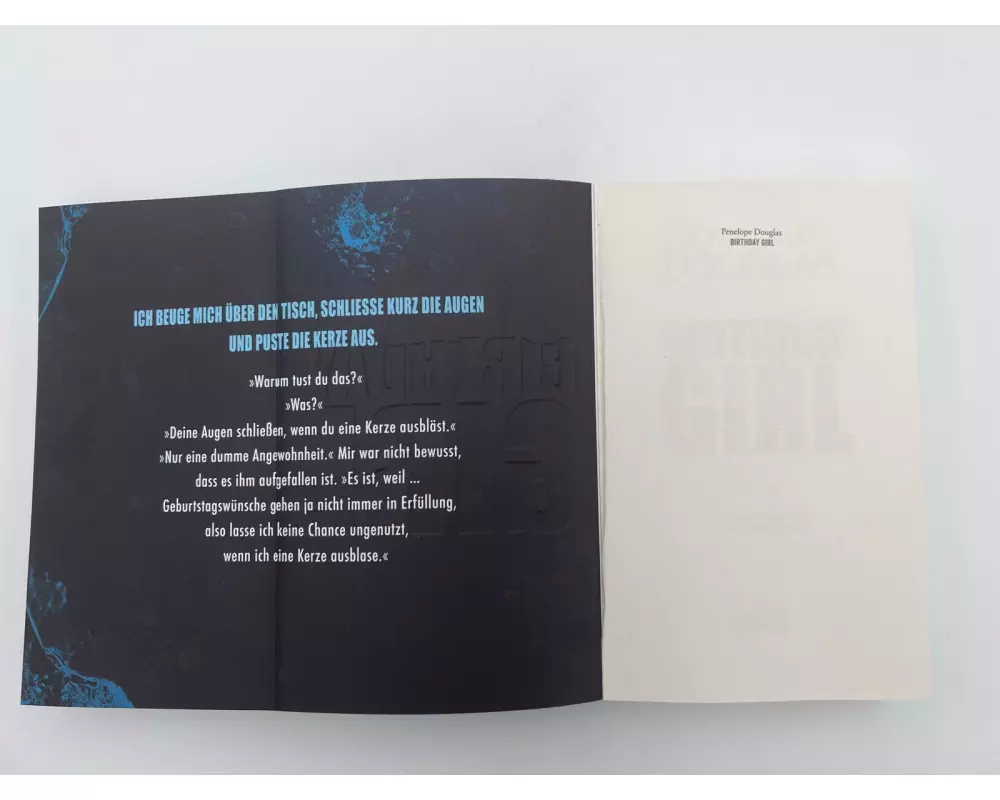 ICH BEUGE MICH ÜBER DEN TISCH, SCHLIESSE KURZ DIE AUGEN
UND PUSTE DIE KERZE AUS.
»Warum tust du das?«
»Was?«
»Deine Augen schließen, wenn du eine Kerze ausbläst.«
»Nur eine dumme Angewohnheit.« Mir war nicht bewusst,
dass es ihm aufgefallen ist. »Es ist, weil ...
Geburtstagswünsche gehen ja nicht immer in Erfüllung,
also lasse ich keine Chance ungenutzt,
wenn ich eine Kerze ausblase.«
Penelope Douglas
BIRTHDAY GIRL